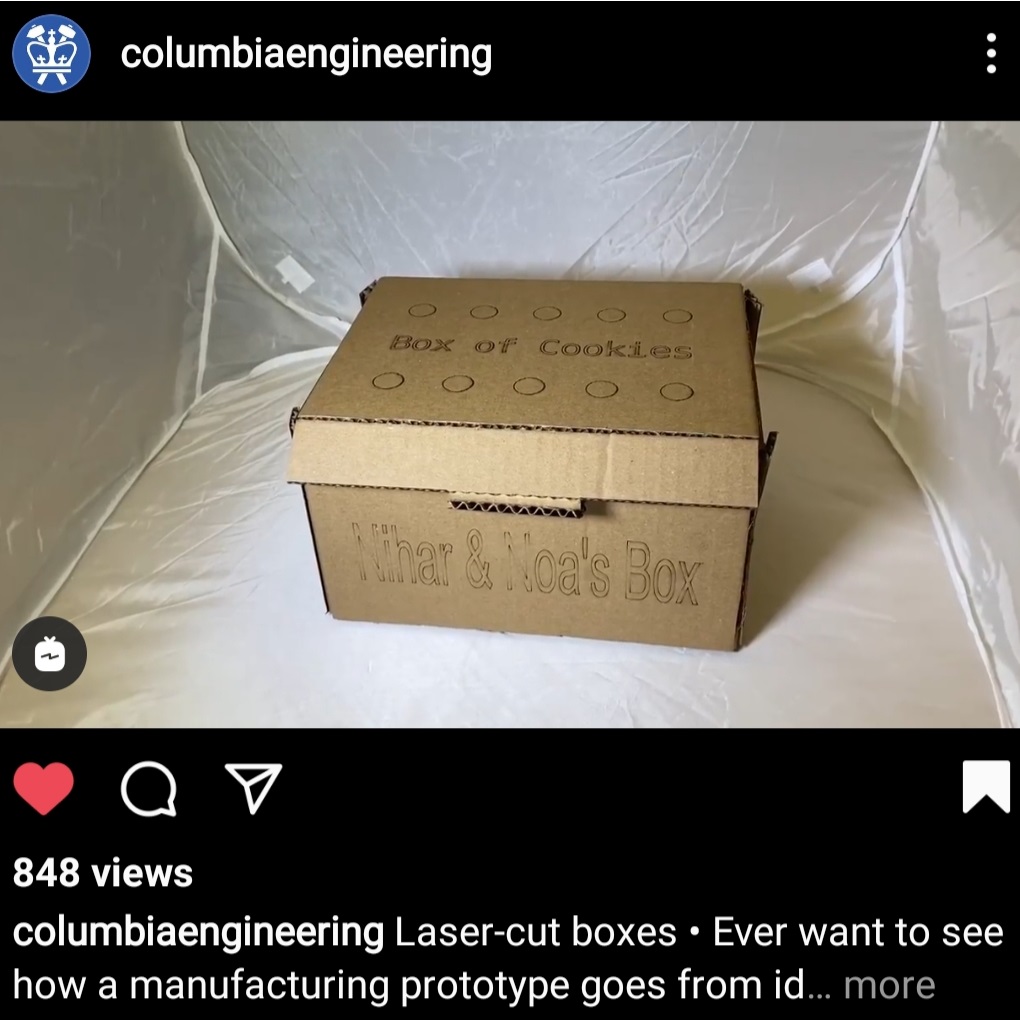 columbiaengineering
Box of Cookies
Nihar & Noa's Box
848 views
columbiaengineering Laser-cut boxes • Ever want to see
how a manufacturing prototype goes from id... more